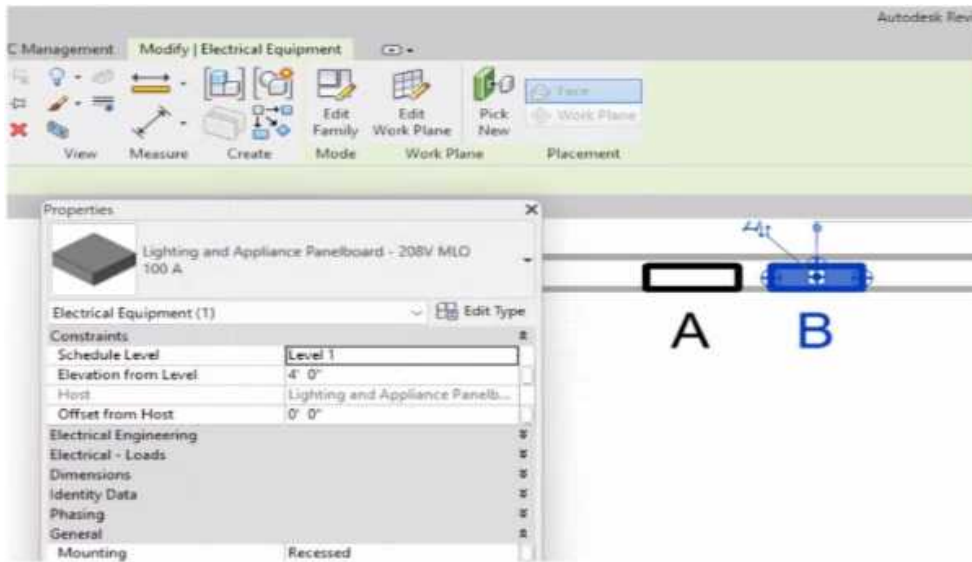 Autodesk Rev
C Management Modify | Electrical Equipment
Edit Family
Edit Work Plane
Pick New
Face
Work Plane
View Measure Create Mode Work Plane Placement
Properties
Lighting and Appliance Panelboard - 208V MLO
100 A
Electrical Equipment (1) Edit Type
Constraints
Schedule Level Level 1
Elevation from Level 4' 0"
Host Lighting and Appliance Panelb...
Offset from Host 0' 0"
Electrical Engineering
Electrical - Loads
Dimensions
Identity Data
Phasing
General
Mounting Recessed
A B